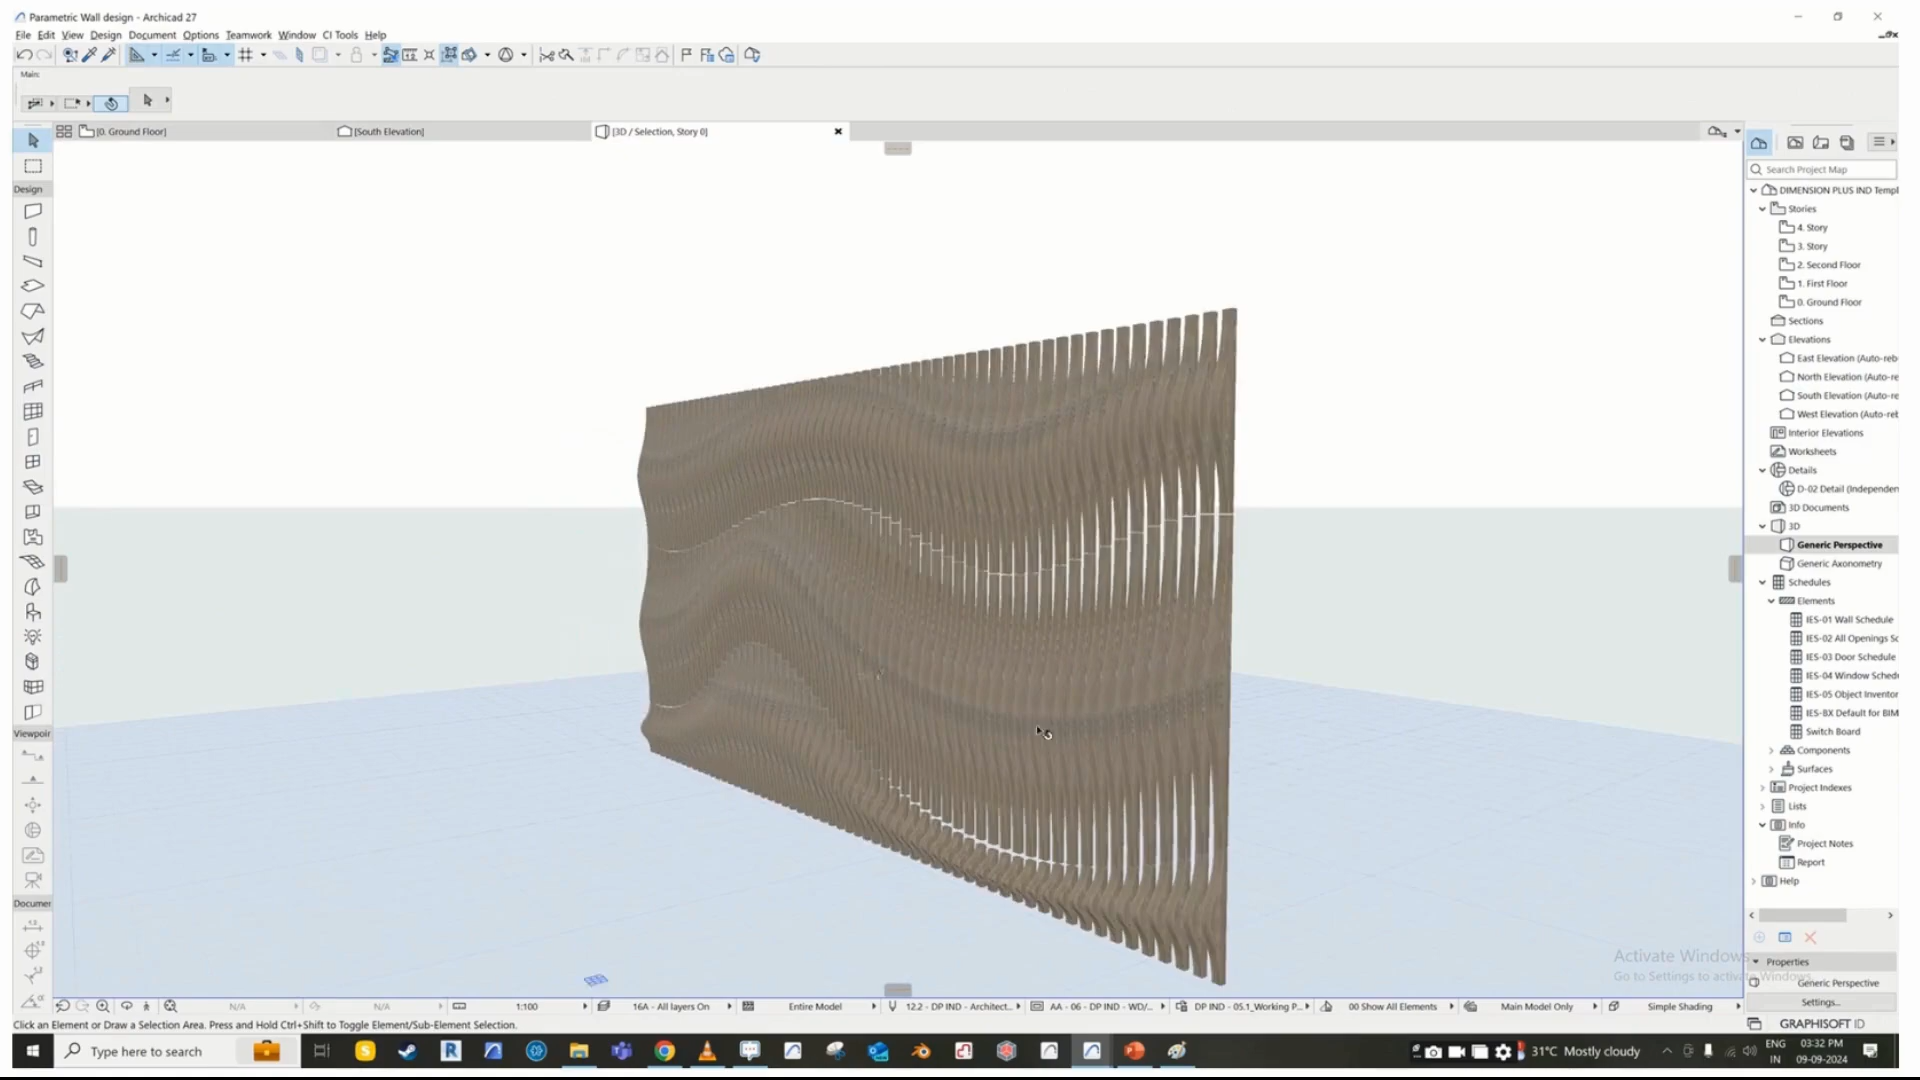 Parametric Wall design - Archicad 27
File Edit View Design Document Options Teamwork Window CI Tools Help
Main:
[0. Ground Floor]
[South Elevation]
[3D / Selection, Story 0]
Design
Viewpoir
Documer
Search Project Map
DIMENSION PLUS IND Templ
Stories
4. Story
3. Story
2. Second Floor
1. First Floor
0. Ground Floor
Sections
Elevations
East Elevation (Auto-reb
North Elevation (Auto-re
South Elevation (Auto-re
West Elevation (Auto-reb
Interior Elevations
Worksheets
Details
D-02 Detail (Independen
3D Documents
3D
Generic Perspective
Generic Axonometry
Schedules
Elements
IES-01 Wall Schedule
IES-02 All Openings Sc
IES-03 Door Schedule
IES-04 Window Schedu
IES-05 Object Inventor
IES-BX Default for BIM
Switch Board
Components
Surfaces
Project Indexes
Lists
Info
Project Notes
Report
Help
Activate Windows
Go to Settings to activate Windows.
Properties
Generic Perspective
Settings...
GRAPHISOFT ID
N/A N/A 1:100 16A - All layers On Entire Model 12.2 - DP IND - Architect... AA - 06 - DP IND - WD/... DP IND - 05.1_Working P... 00 Show All Elements Main Model Only Simple Shading
Click an Element or Draw a Selection Area. Press and Hold Ctrl+Shift to Toggle Element/Sub-Element Selection.
Type here to search
31°C Mostly cloudy
ENG
IN
03:32 PM
09-09-2024